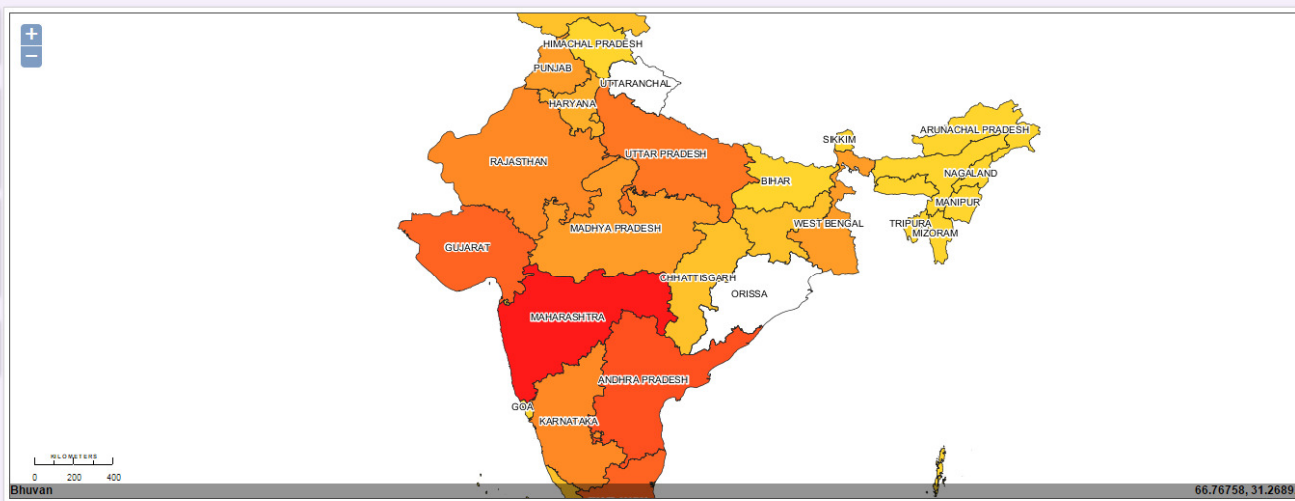 +
−
HIMACHAL PRADESH
PUNJAB
UTTARANCHAL
HARYANA
ARUNACHAL PRADESH
SIKKIM
UTTAR PRADESH
RAJASTHAN
NAGALAND
BIHAR
MANIPUR
TRIPURA
WEST BENGAL
MADHYA PRADESH
MIZORAM
GUJARAT
CHHATTISGARH
ORISSA
MAHARASHTRA
ANDHRA PRADESH
GOA
KARNATAKA
KILOMETERS
0 200 400
Bhuvan
66.76758, 31.2689